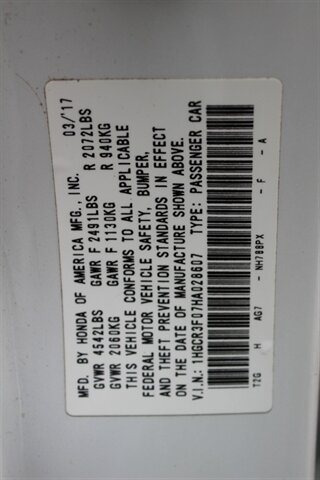 MFD. BY HONDA OF AMERICA MFG., INC. 03/'17
GVWR 4542LBS GAWR F 2491LBS R 2072LBS
GVWR 2060KG GAWR F 1130KG R 940KG
THIS VEHICLE CONFORMS TO ALL APPLICABLE
FEDERAL MOTOR VEHICLE SAFETY, BUMPER,
AND THEFT PREVENTION STANDARDS IN EFFECT
ON THE DATE OF MANUFACTURE SHOWN ABOVE.
V.I.N.: 1HGCR3F07HA028607 TYPE: PASSENGER CAR
T2G H AG7 - NH788PX - F - A